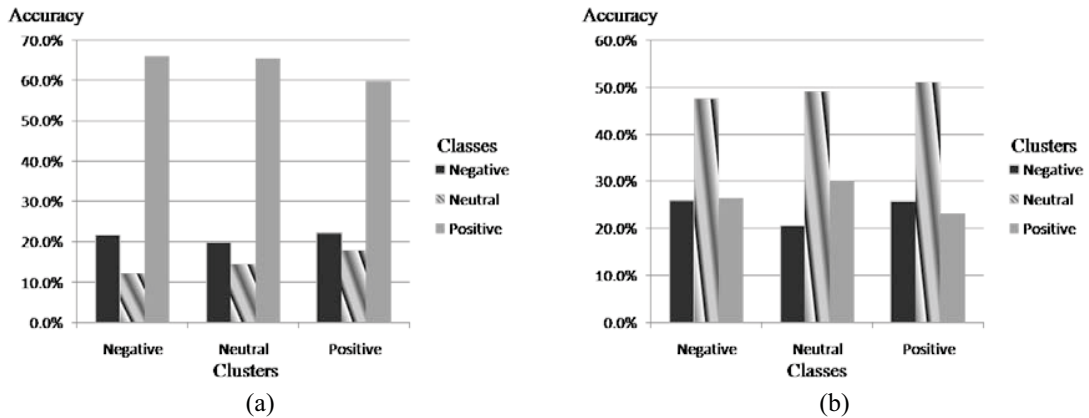 Accuracy
70.0%
60.0%
50.0%
40.0%
30.0%
20.0%
10.0%
0.0%
Negative Neutral Positive
Clusters
Classes
Negative
Neutral
Positive
(a)
Accuracy
60.0%
50.0%
40.0%
30.0%
20.0%
10.0%
0.0%
Negative Neutral Positive
Classes
Clusters
Negative
Neutral
Positive
(b)